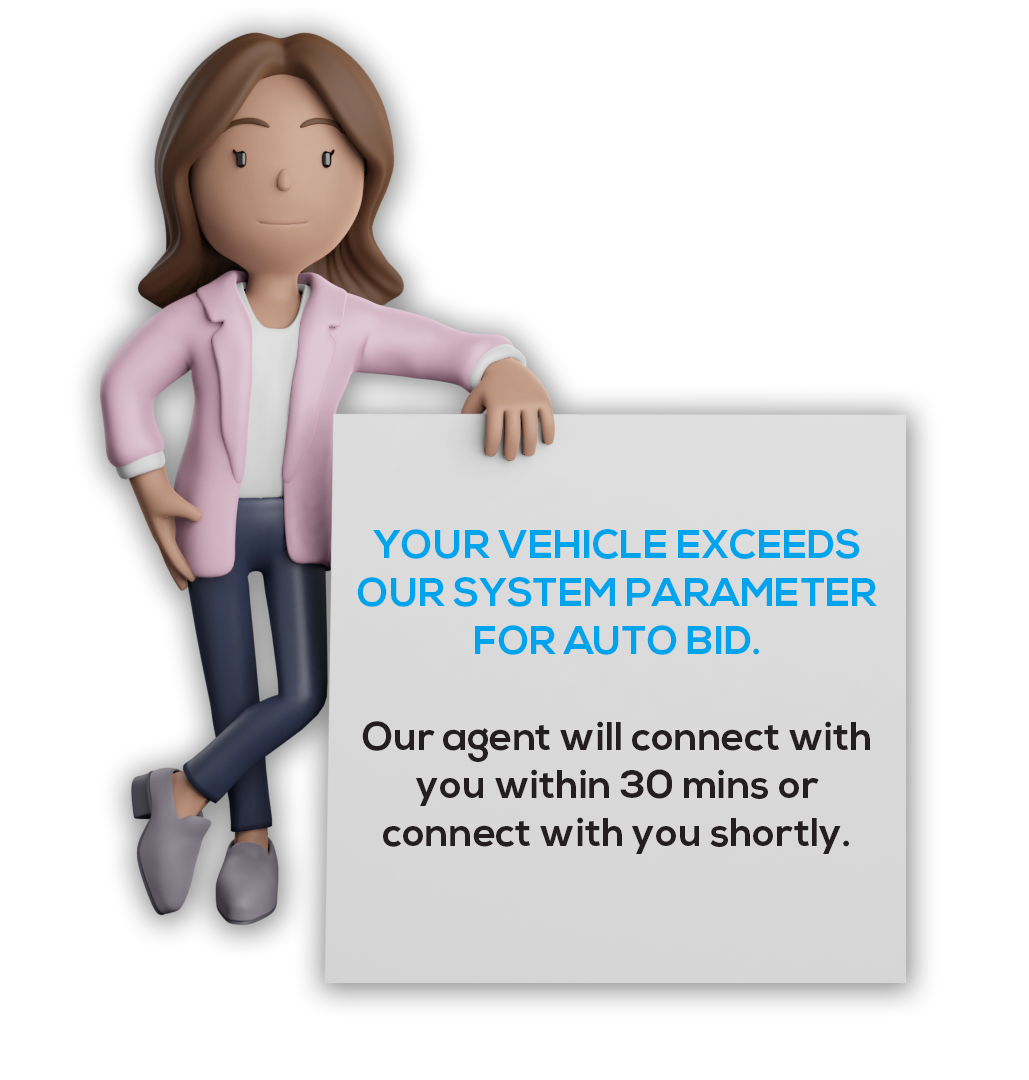 YOUR VEHICLE EXCEEDS
OUR SYSTEM PARAMETER
FOR AUTO BID.
Our agent will connect with
you within 30 mins or
connect with you shortly.